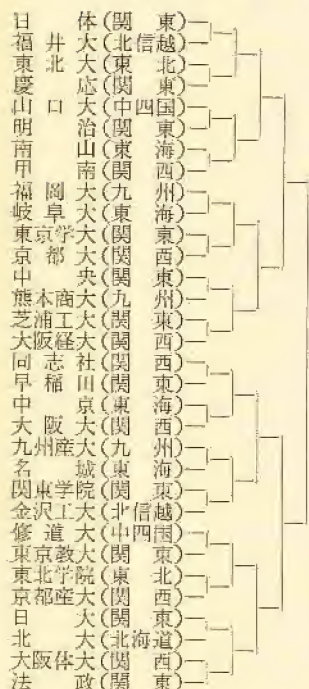 日体(関東)
福井大(北信越)
東北大(東北)
慶応(関東)
山口大(中四国)
明治(関東)
南山(東海)
甲南(関西)
福岡大(九州)
岐阜大(東海)
東京学大(関東)
京都大(関西)
中央(関東)
熊本商大(九州)
芝浦工大(関東)
大阪経大(関西)
同志社(関西)
早稲田(関東)
中京(東海)
大阪大(関西)
九州産大(九州)
名城(東海)
関東学院(関東)
金沢工大(北信越)
修道大(中四国)
東京教大(関東)
東北学院(東北)
京都産大(関西)
日大(関東)
北大(北海道)
大阪体大(関西)
法政(関東)